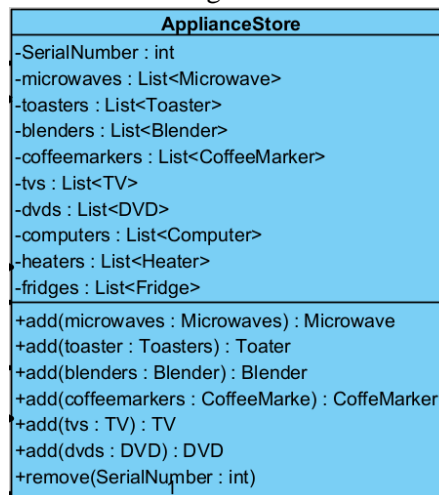 ApplianceStore
-SerialNumber : int
-microwaves : List<Microwave>
-toasters : List<Toaster>
-blenders : List<Blender>
-coffeemarkers : List<CoffeeMarker>
-tvs : List<TV>
-dvds : List<DVD>
-computers : List<Computer>
-heaters : List<Heater>
-fridges : List<Fridge>
+add(microwaves : Microwaves) : Microwave
+add(toaster : Toasters) : Toater
+add(blenders : Blender) : Blender
+add(coffeemarkers : CoffeeMarke) : CoffeMarker
+add(tvs : TV) : TV
+add(dvds : DVD) : DVD
+remove(SerialNumber : int)
1